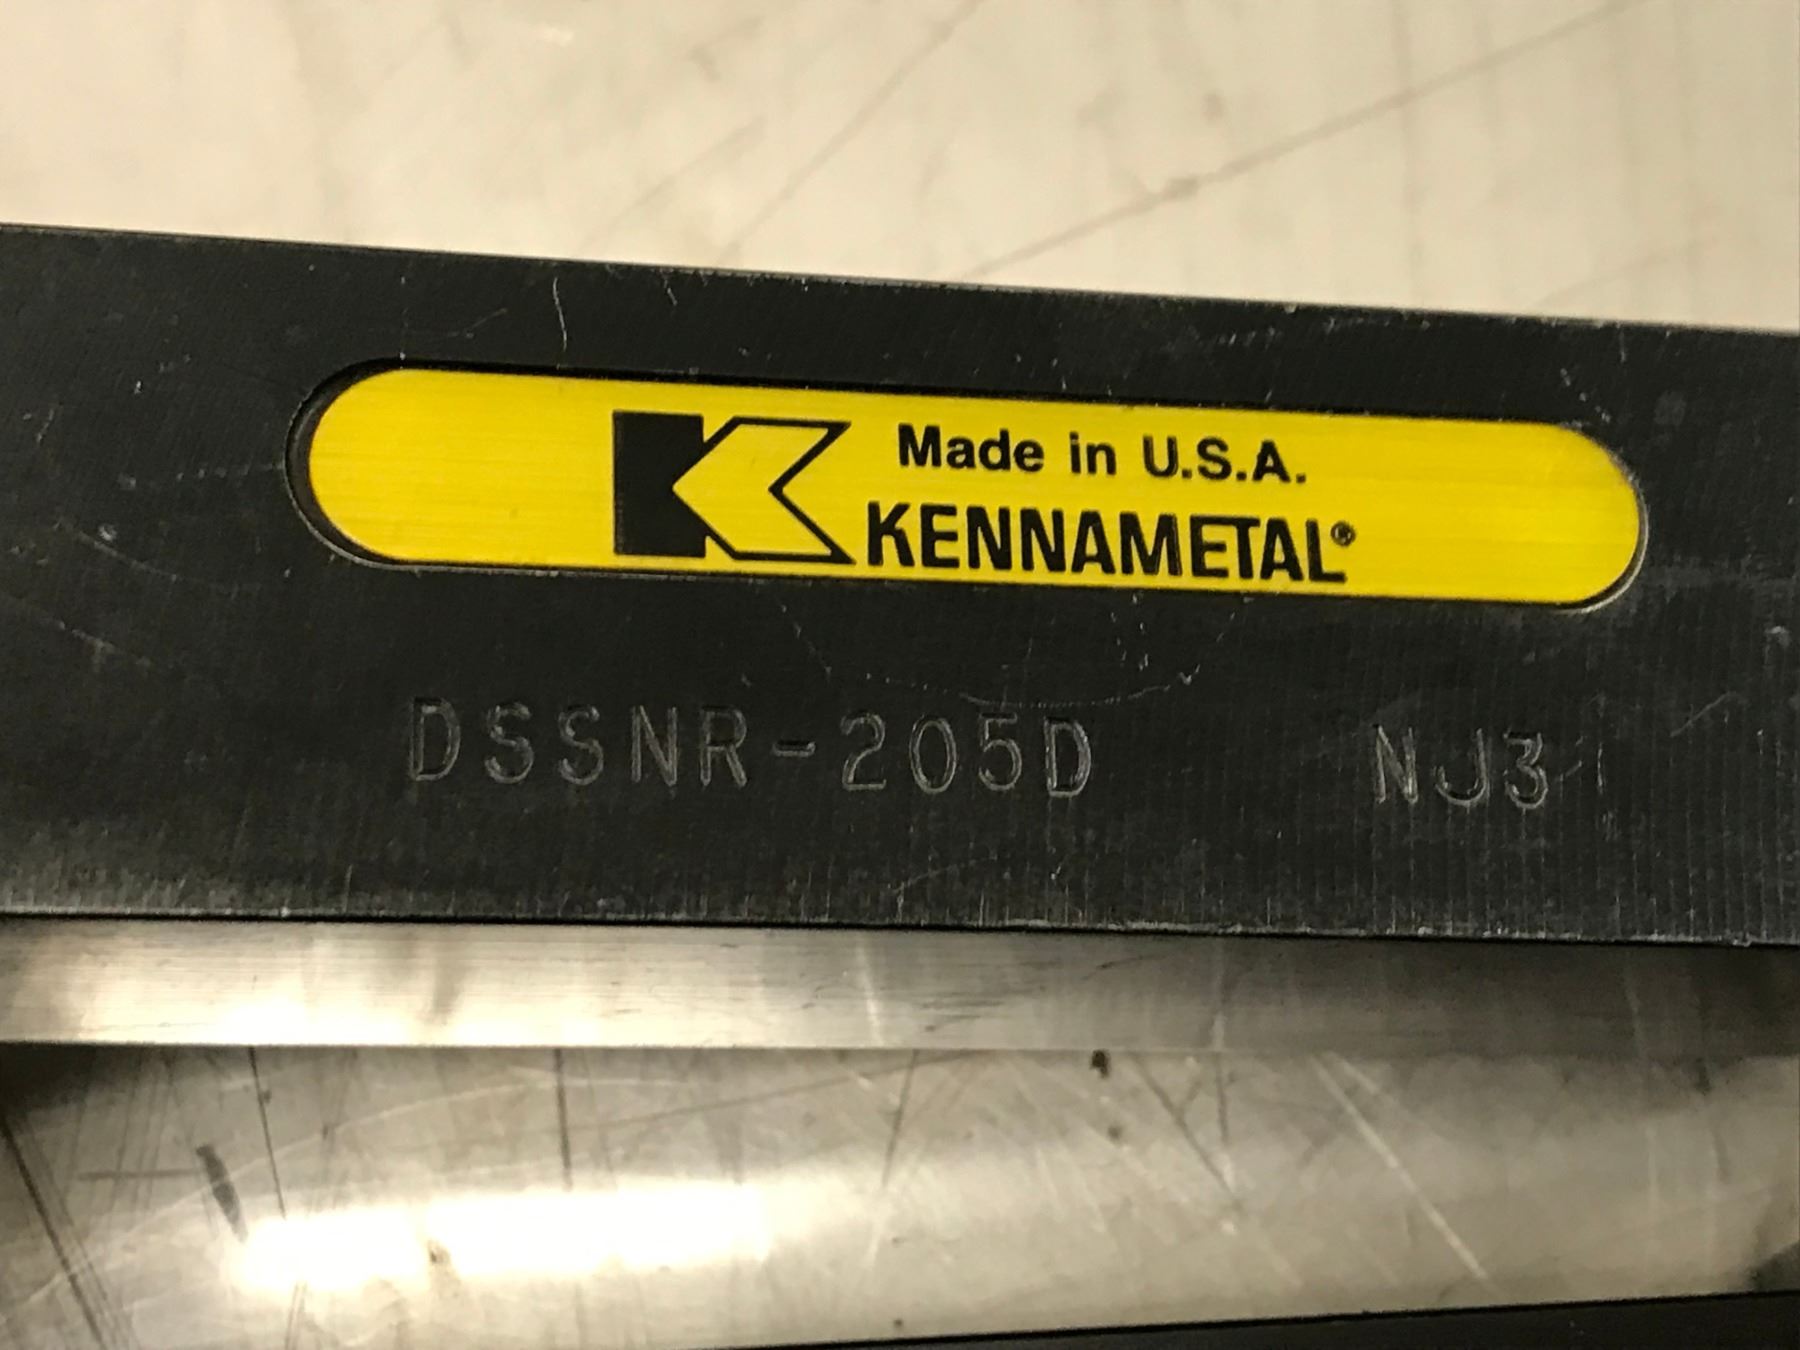 Made in U.S.A.
KENNAMETAL®
DSSNR-205D NJ3